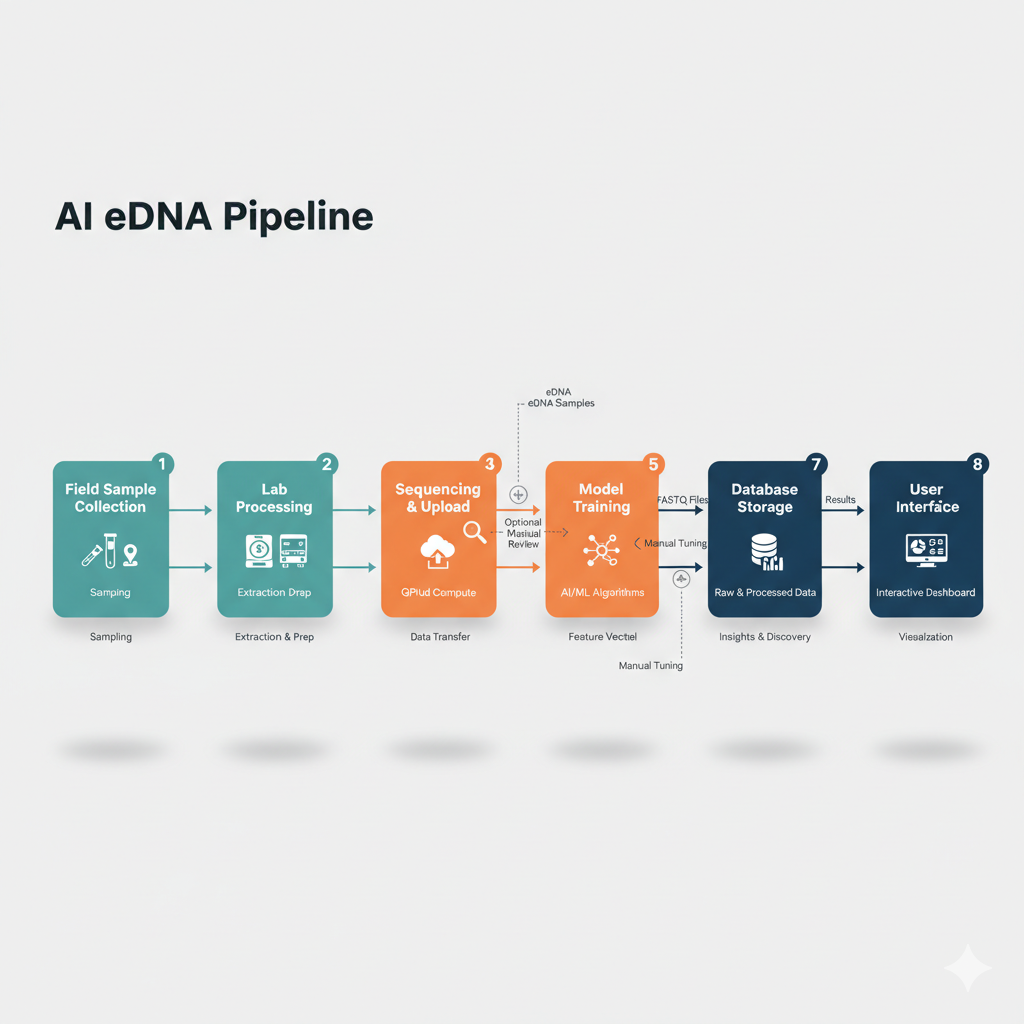 AI eDNA Pipeline
eDNA
eDNA Samples
1
Field Sample
Collection
Samping
Sampling
2
Lab
Processing
Extraction Drap
Extraction & Prep
3
Sequencing
& Upload
QPlud Compute
Data Transfer
Optional
Masiual
Review
5
Model
Training
AI/ML Algaritnms
Feature Vectiel
FASTQ Files
Manual Tuning
Manual Tuning
7
Database
Storage
Raw & Processed Data
Insights & Discovery
Results
8
User
Interfaice
Interactive Deshboard
Viesalzation